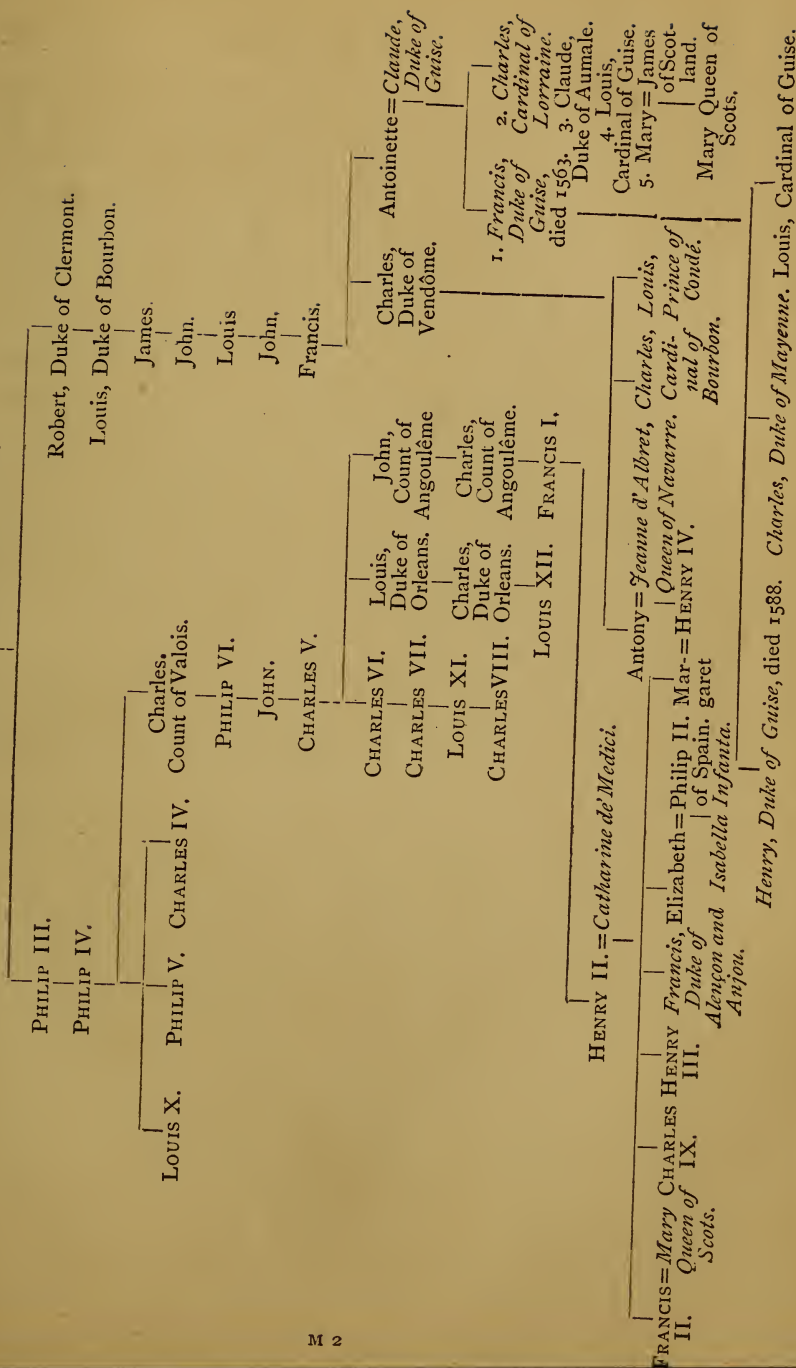 PHILIP III.
PHILIP IV.
Robert, Duke of Clermont.
Louis, Duke of Bourbon.
James.
John.
Louis
John,
Francis.
LOUIS X. PHILIP V. CHARLES IV.
Charles,
Count of Valois.
PHILIP VI.
JOHN.
CHARLES V.
CHARLES VI.
CHARLES VII.
LOUIS XI.
CHARLES VIII.
Louis,
Duke of
Orleans.
Charles,
Duke of
Orleans.
LOUIS XII.
John,
Count of
Angoulême
Charles,
Count of
Angoulême.
FRANCIS I,
Charles,
Duke of
Vendôme.
Antoinette=Claude,
Duke of
Guise.
1. Francis,
Duke of
Guise,
died 1563.
2. Charles,
Cardinal of
Lorraine.
3. Claude,
Duke of Aumale.
4. Louis,
Cardinal of Guise.
5. Mary=James
of Scot-
land.
Mary Queen of
Scots.
HENRY II.=Catharine de' Medici.
Antony=Jeanne d'Albret,
Queen of Navarre.
Charles,
Cardi-
nal of
Bourbon.
Louis,
Prince of
Condé.
FRANCIS=Mary
II. Queen of
Scots.
CHARLES
IX.
HENRY
III.
Francis,
Duke of
Alençon and
Anjou.
Elizabeth=Philip II.
of Spain.
Isabella Infanta.
Mar-=HENRY IV.
garet
Henry, Duke of Guise, died 1588. Charles, Duke of Mayenne. Louis, Cardinal of Guise.
M 2